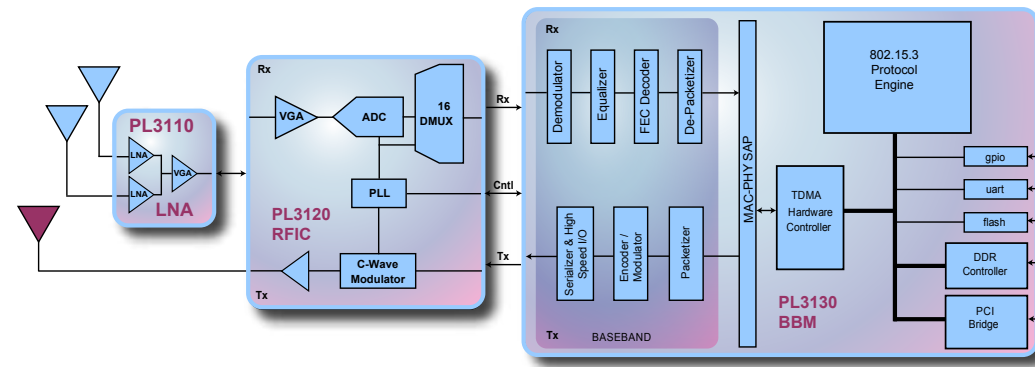 PL3110
LNA
LNA
VGA
LNA
Rx
VGA
ADC
16
DMUX
PLL
PL3120
RFIC
C-Wave
Modulator
Tx
Rx
Cntl
Tx
Rx
Demodulator
Equalizer
FEC Decoder
De-Packetizer
Serializer & High
Speed I/O
Encoder /
Modulator
Packetizer
Tx
BASEBAND
MAC-PHY SAP
TDMA
Hardware
Controller
PL3130
BBM
802.15.3
Protocol
Engine
gpio
uart
flash
DDR
Controller
PCI
Bridge